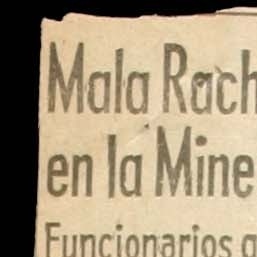 Mala Rach
en la Mine
Funcionarios q